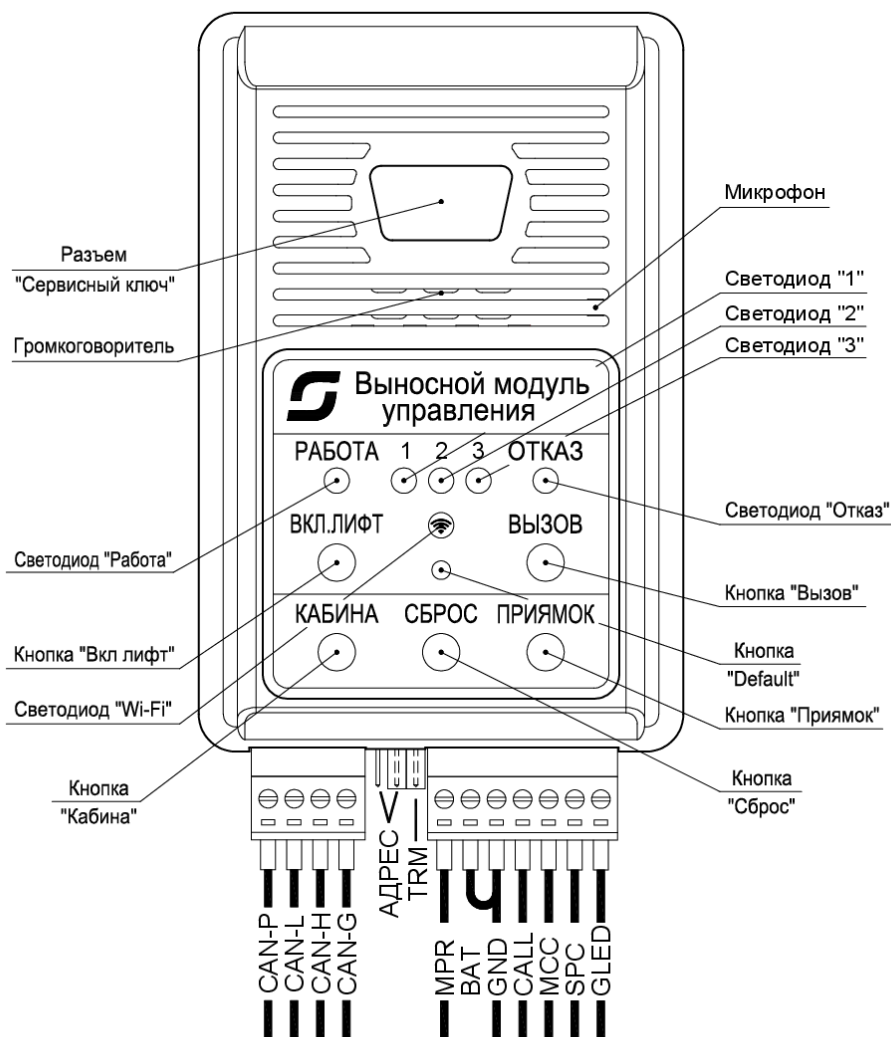 Микрофон
Разъем
"Сервисный ключ"
Светодиод "1"
Светодиод "2"
Громкоговоритель
Светодиод "3"
Выносной модуль
управления
РАБОТА 1 2 3 ОТКАЗ
Светодиод "Отказ"
ВКЛ.ЛИФТ ВЫЗОВ
Светодиод "Работа"
Кнопка "Вызов"
КАБИНА СБРОС ПРИЯМОК
Кнопка "Вкл лифт"
Кнопка
"Default"
Светодиод "Wi-Fi"
Кнопка "Приямок"
Кнопка
"Кабина"
Кнопка
"Сброс"
CAN-P
CAN-L
CAN-H
CAN-G
АДРЕС
TRM
MPR
BAT
GND
CALL
MCC
SPC
GLED